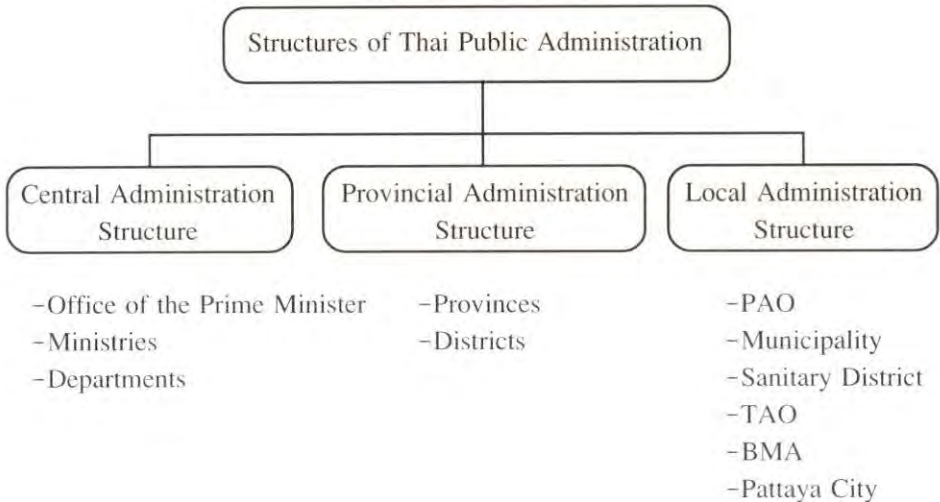 Structures of Thai Public Administration
Central Administration
Structure
Provincial Administration
Structure
Local Administration
Structure
-Office of the Prime Minister
-Ministries
-Departments
-Provinces
-Districts
-PAO
-Municipality
-Sanitary District
-TAO
-BMA
-Pattaya City